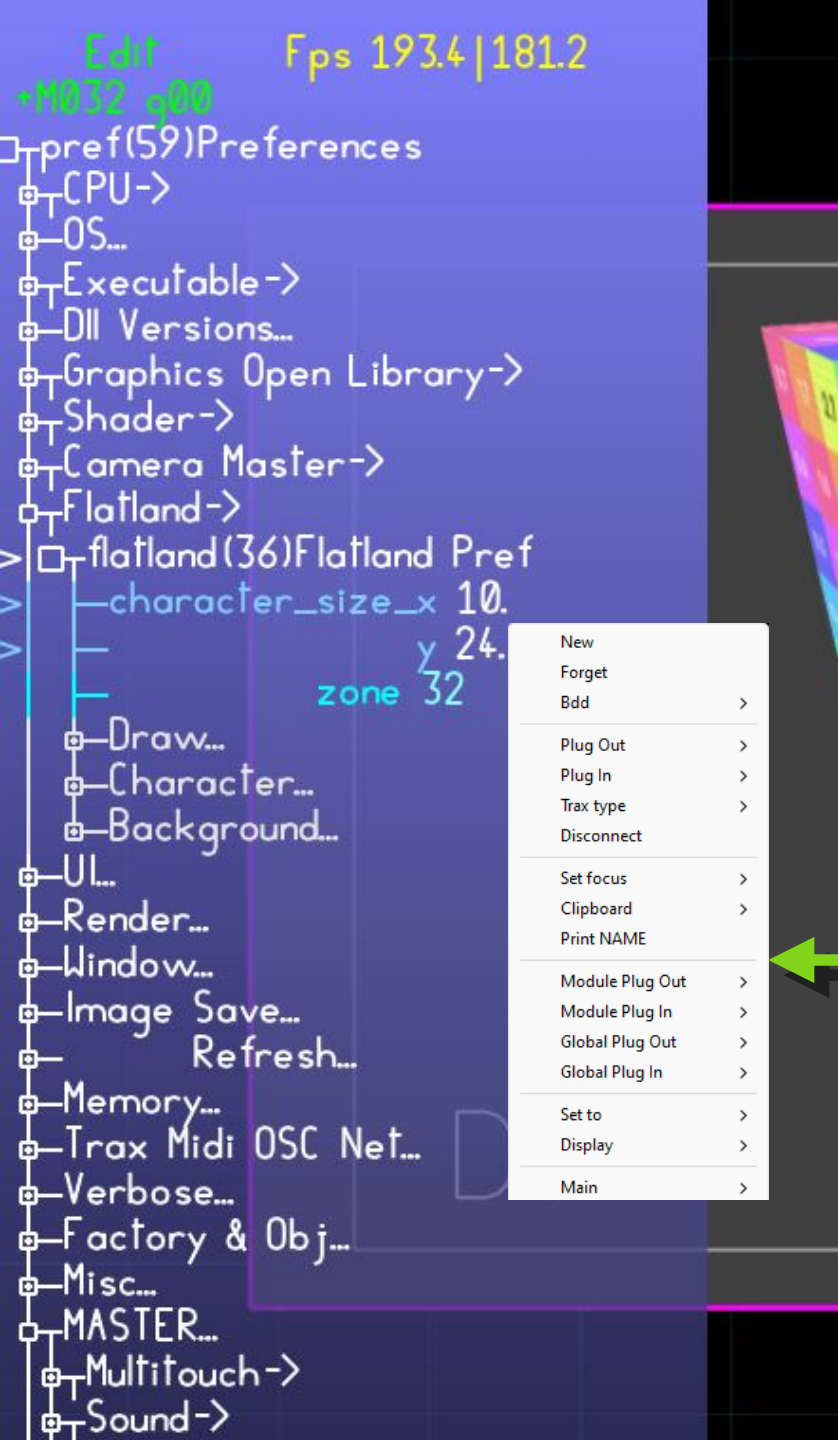 Edit Fps 193.4|181.2
+M032 g00
pref(59)Preferences
CPU->
OS...
Executable->
Dll Versions...
Graphics Open Library->
Shader->
Camera Master->
Flatland->
flatland(36)Flatland Pref
character_size_x 10.
y 24.
zone 32
Draw...
Character...
Background...
UI...
Render...
Window...
Image Save...
Refresh...
Memory...
Trax Midi OSC Net...
Verbose...
Factory & Obj...
Misc...
MASTER...
Multitouch->
Sound->
New
Forget
Bdd
Plug Out
Plug In
Trax type
Disconnect
Set focus
Clipboard
Print NAME
Module Plug Out
Module Plug In
Global Plug Out
Global Plug In
Set to
Display
Main